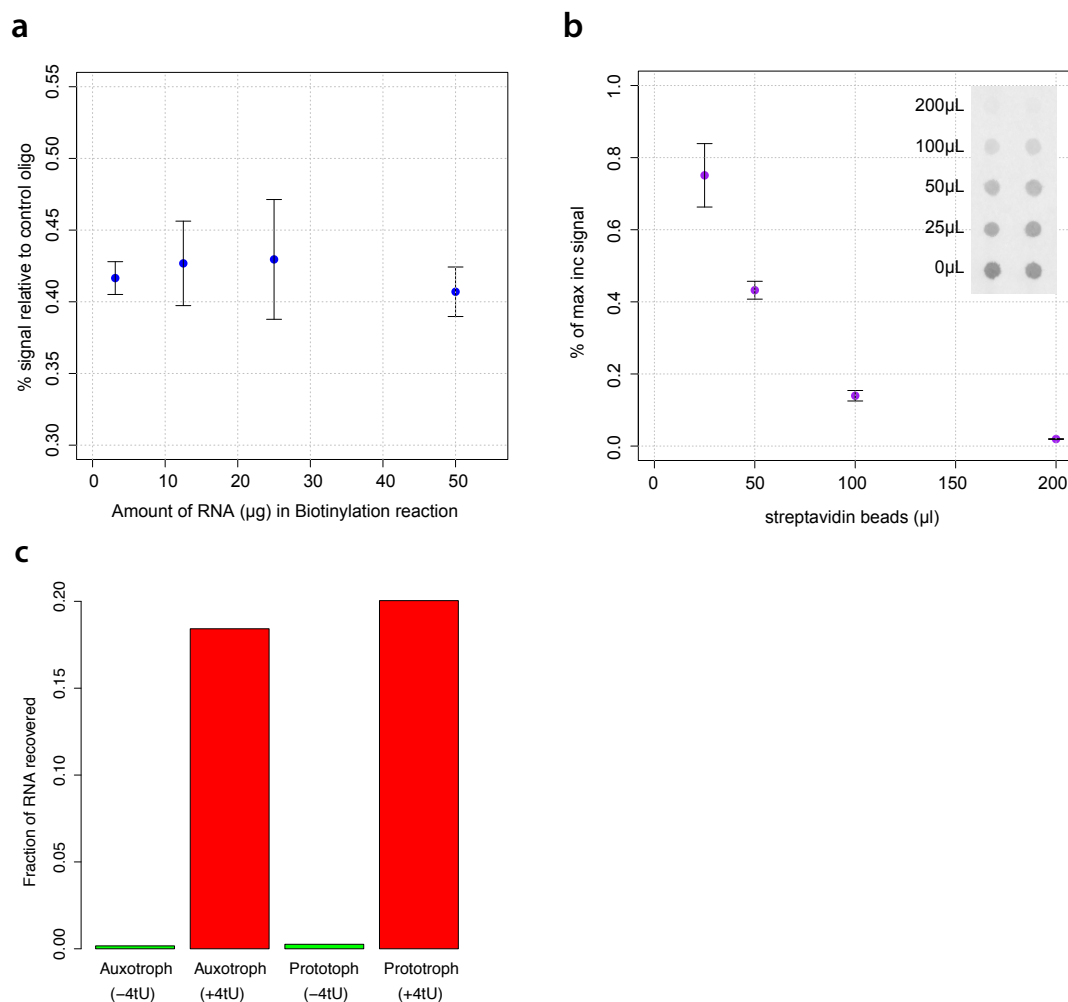 a
0.55
0.50
0.45
0.40
0.35
0.30
% signal relative to control oligo
0 10 20 30 40 50
Amount of RNA (µg) in Biotinylation reaction
b
1.0
0.8
0.6
0.4
0.2
0.0
% of max inc signal
200µL
100µL
50µL
25µL
0µL
0 50 100 150 200
streptavidin beads (µl)
c
0.20
0.15
0.10
0.05
0.00
Fraction of RNA recovered
Auxotroph Auxotroph Prototoph Prototroph
(−4tU) (+4tU) (−4tU) (+4tU)